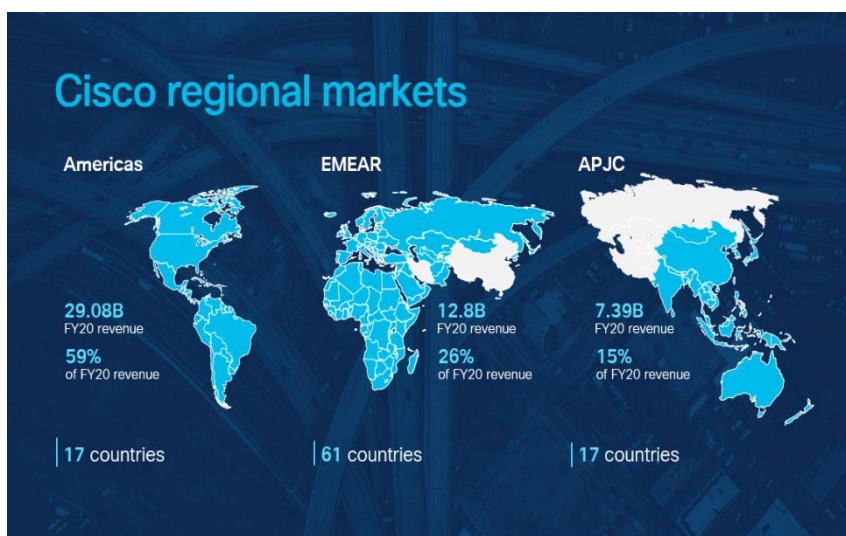 Cisco regional markets
Americas
29.08B
FY20 revenue
59%
of FY20 revenue
17 countries
EMEAR
12.8B
FY20 revenue
26%
of FY20 revenue
61 countries
APJC
7.39B
FY20 revenue
15%
of FY20 revenue
17 countries